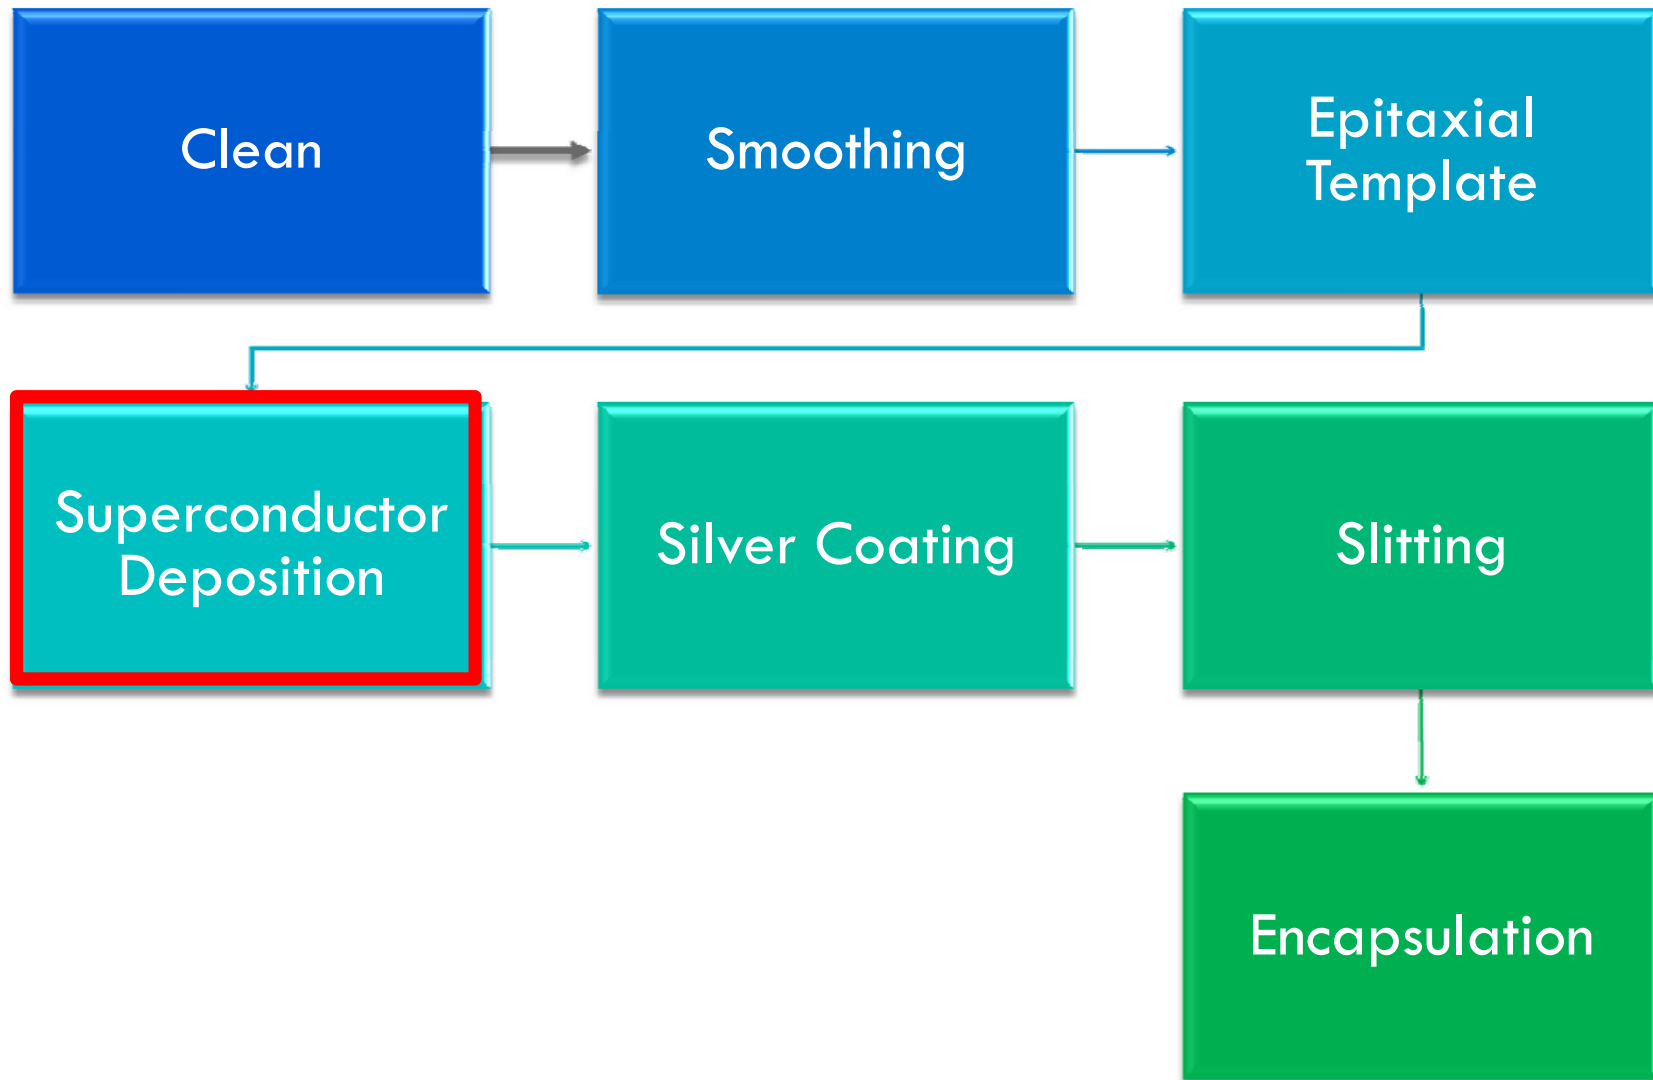 Clean
Smoothing
Epitaxial
Template
Superconductor
Deposition
Silver Coating
Slitting
Encapsulation